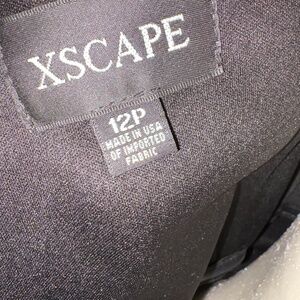 XSCAPE
12P
MADE IN USA
OF IMPORTED
FABRIC